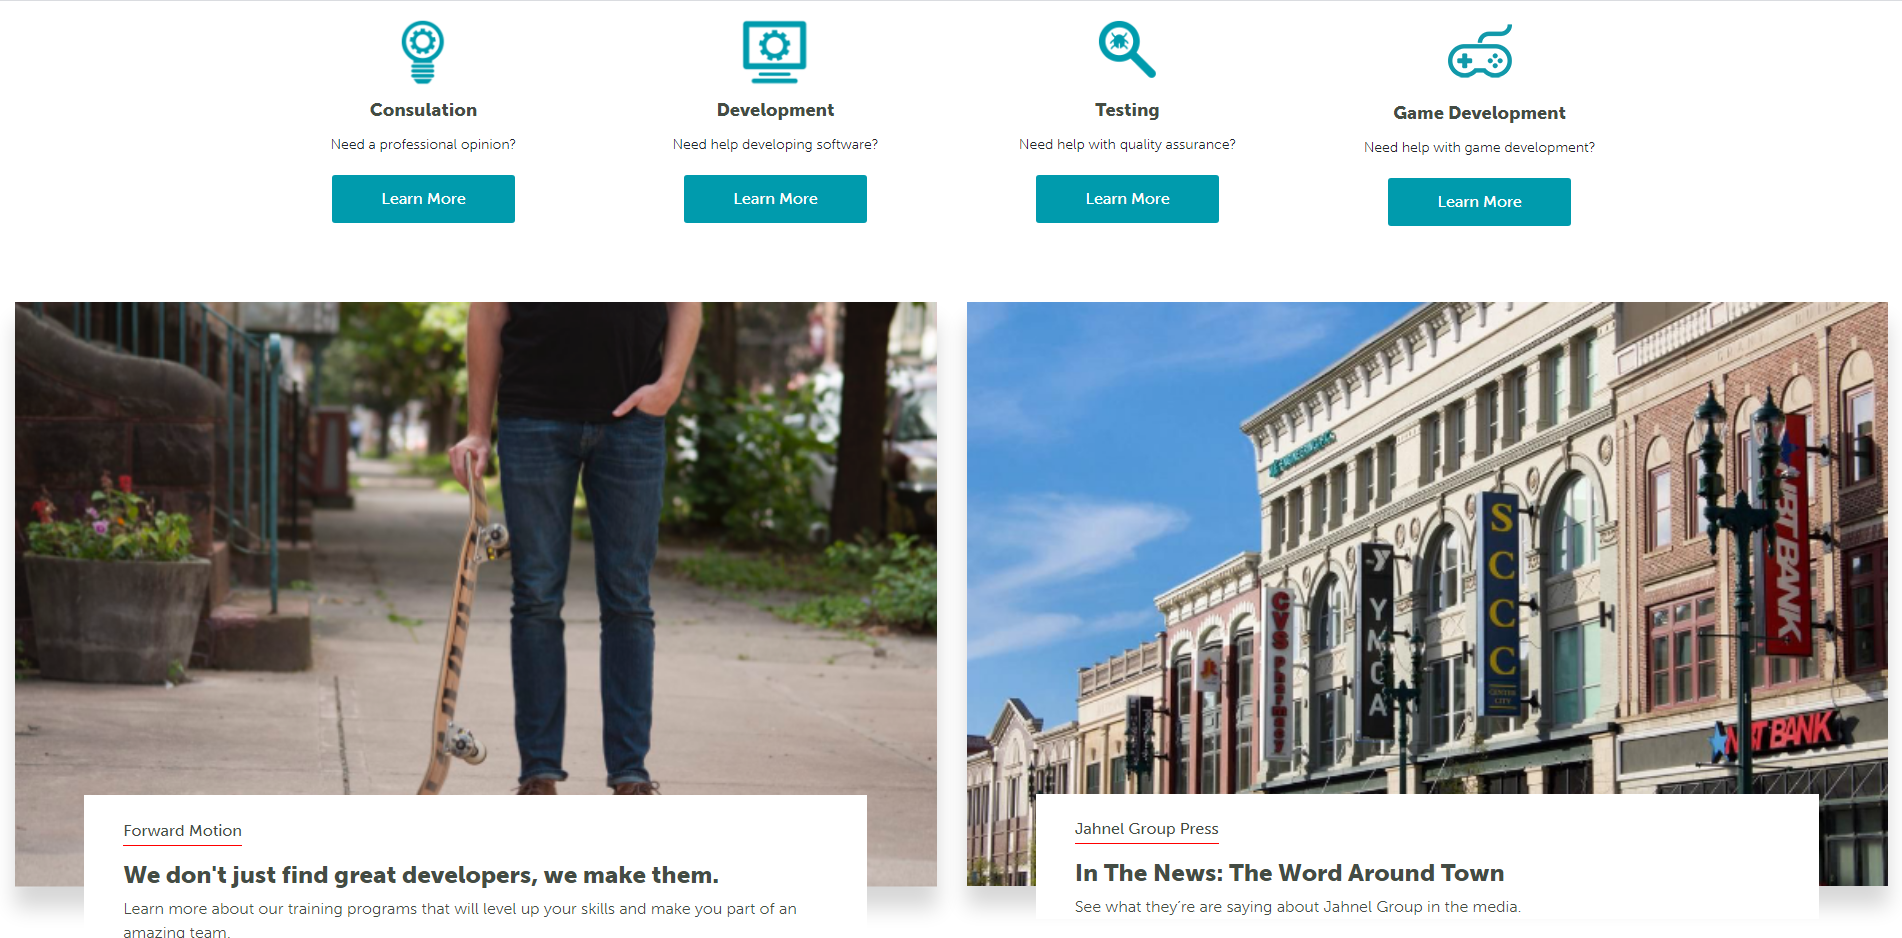 Consulation
Development
Testing
Game Development
Need a professional opinion?
Need help developing software?
Need help with quality assurance?
Need help with game development?
Learn More
Learn More
Learn More
Learn More
SCCC
CENTER
CITY
Y
YMCA
CVS Pharmacy
NBT BANK
NBT BANK
Forward Motion
We don't just find great developers, we make them.
Learn more about our training programs that will level up your skills and make you part of an
amazing team.
Jahnel Group Press
In The News: The Word Around Town
See what they’re are saying about Jahnel Group in the media.